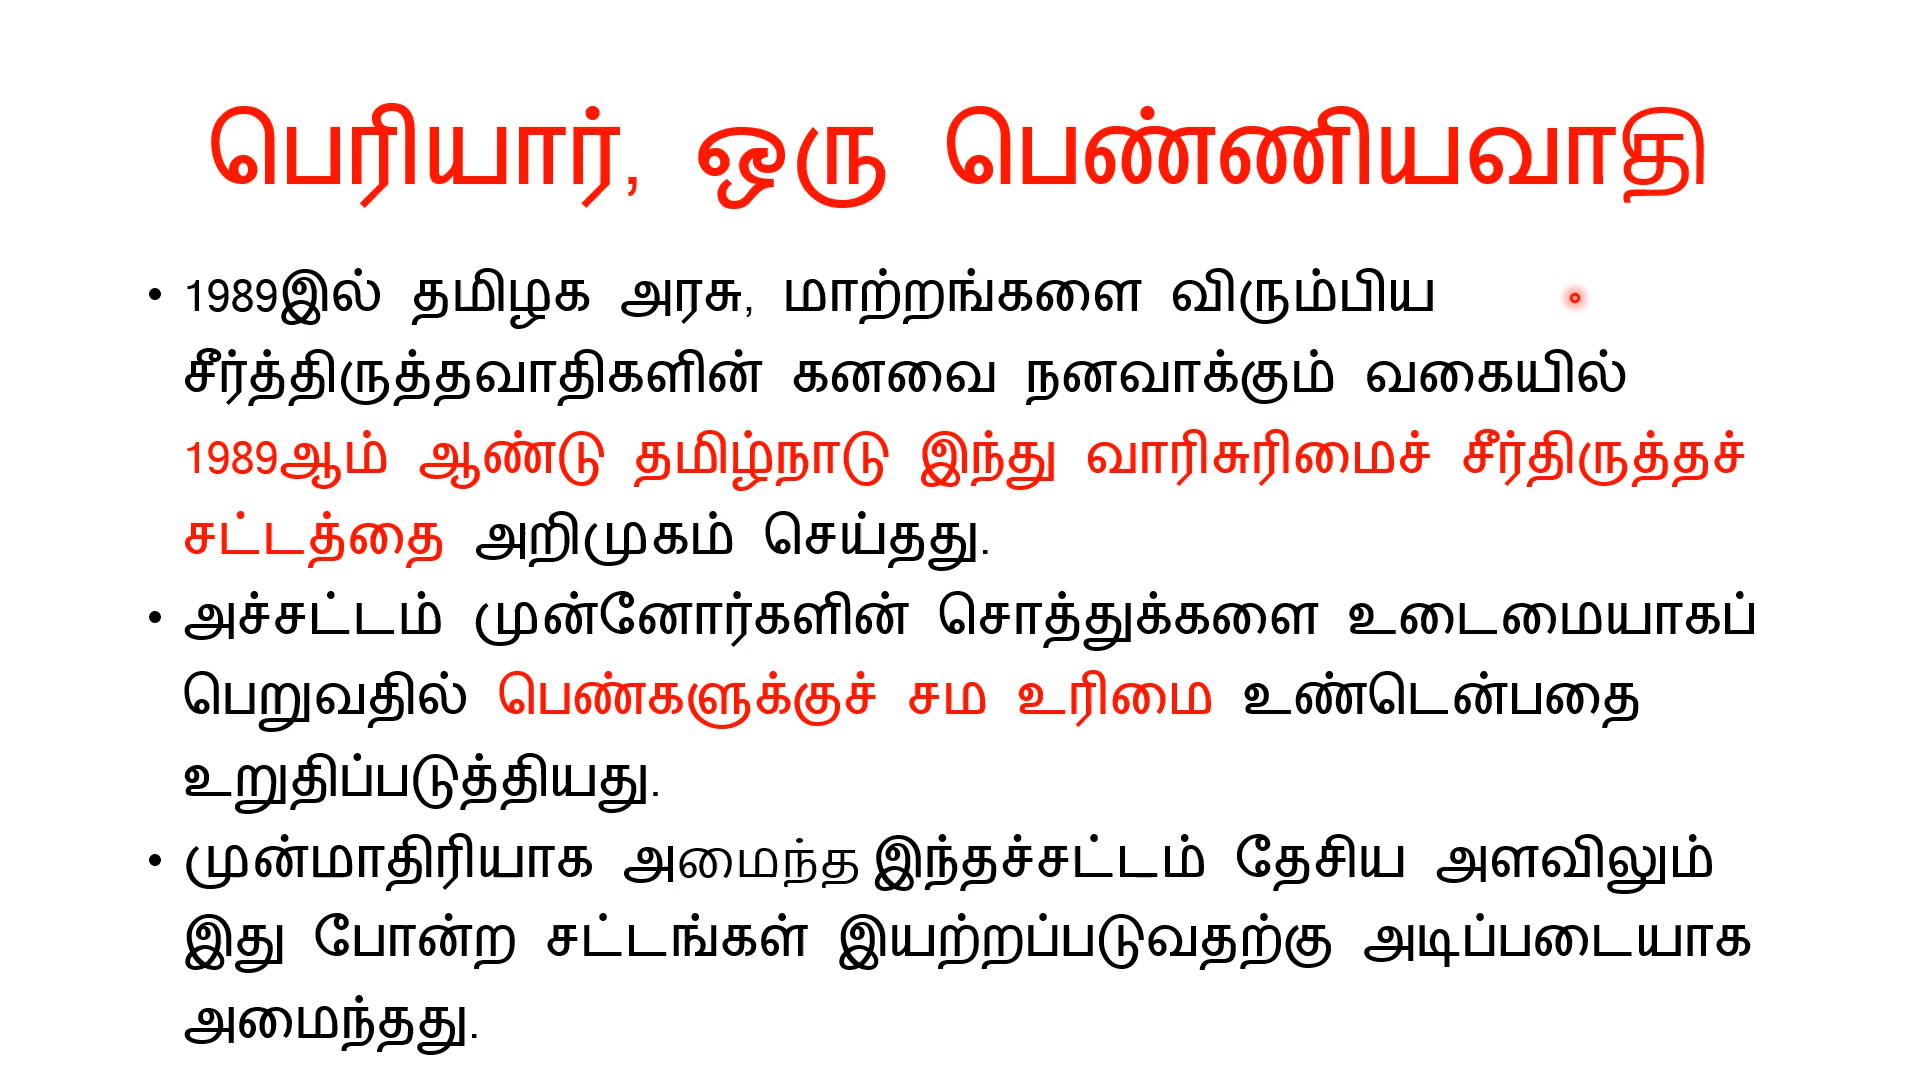 பெரியார், ஒரு பெண்ணியவாதி
• 1989இல் தமிழக அரசு, மாற்றங்களை விரும்பிய
சீர்த்திருத்தவாதிகளின் கனவை நனவாக்கும் வகையில்
1989ஆம் ஆண்டு தமிழ்நாடு இந்து வாரிசுரிமைச் சீர்திருத்தச்
சட்டத்தை அறிமுகம் செய்தது.
• அச்சட்டம் முன்னோர்களின் சொத்துக்களை உடைமையாகப்
பெறுவதில் பெண்களுக்குச் சம உரிமை உண்டென்பதை
உறுதிப்படுத்தியது.
• முன்மாதிரியாக அமைந்த இந்தச்சட்டம் தேசிய அளவிலும்
இது போன்ற சட்டங்கள் இயற்றப்படுவதற்கு அடிப்படையாக
அமைந்தது.